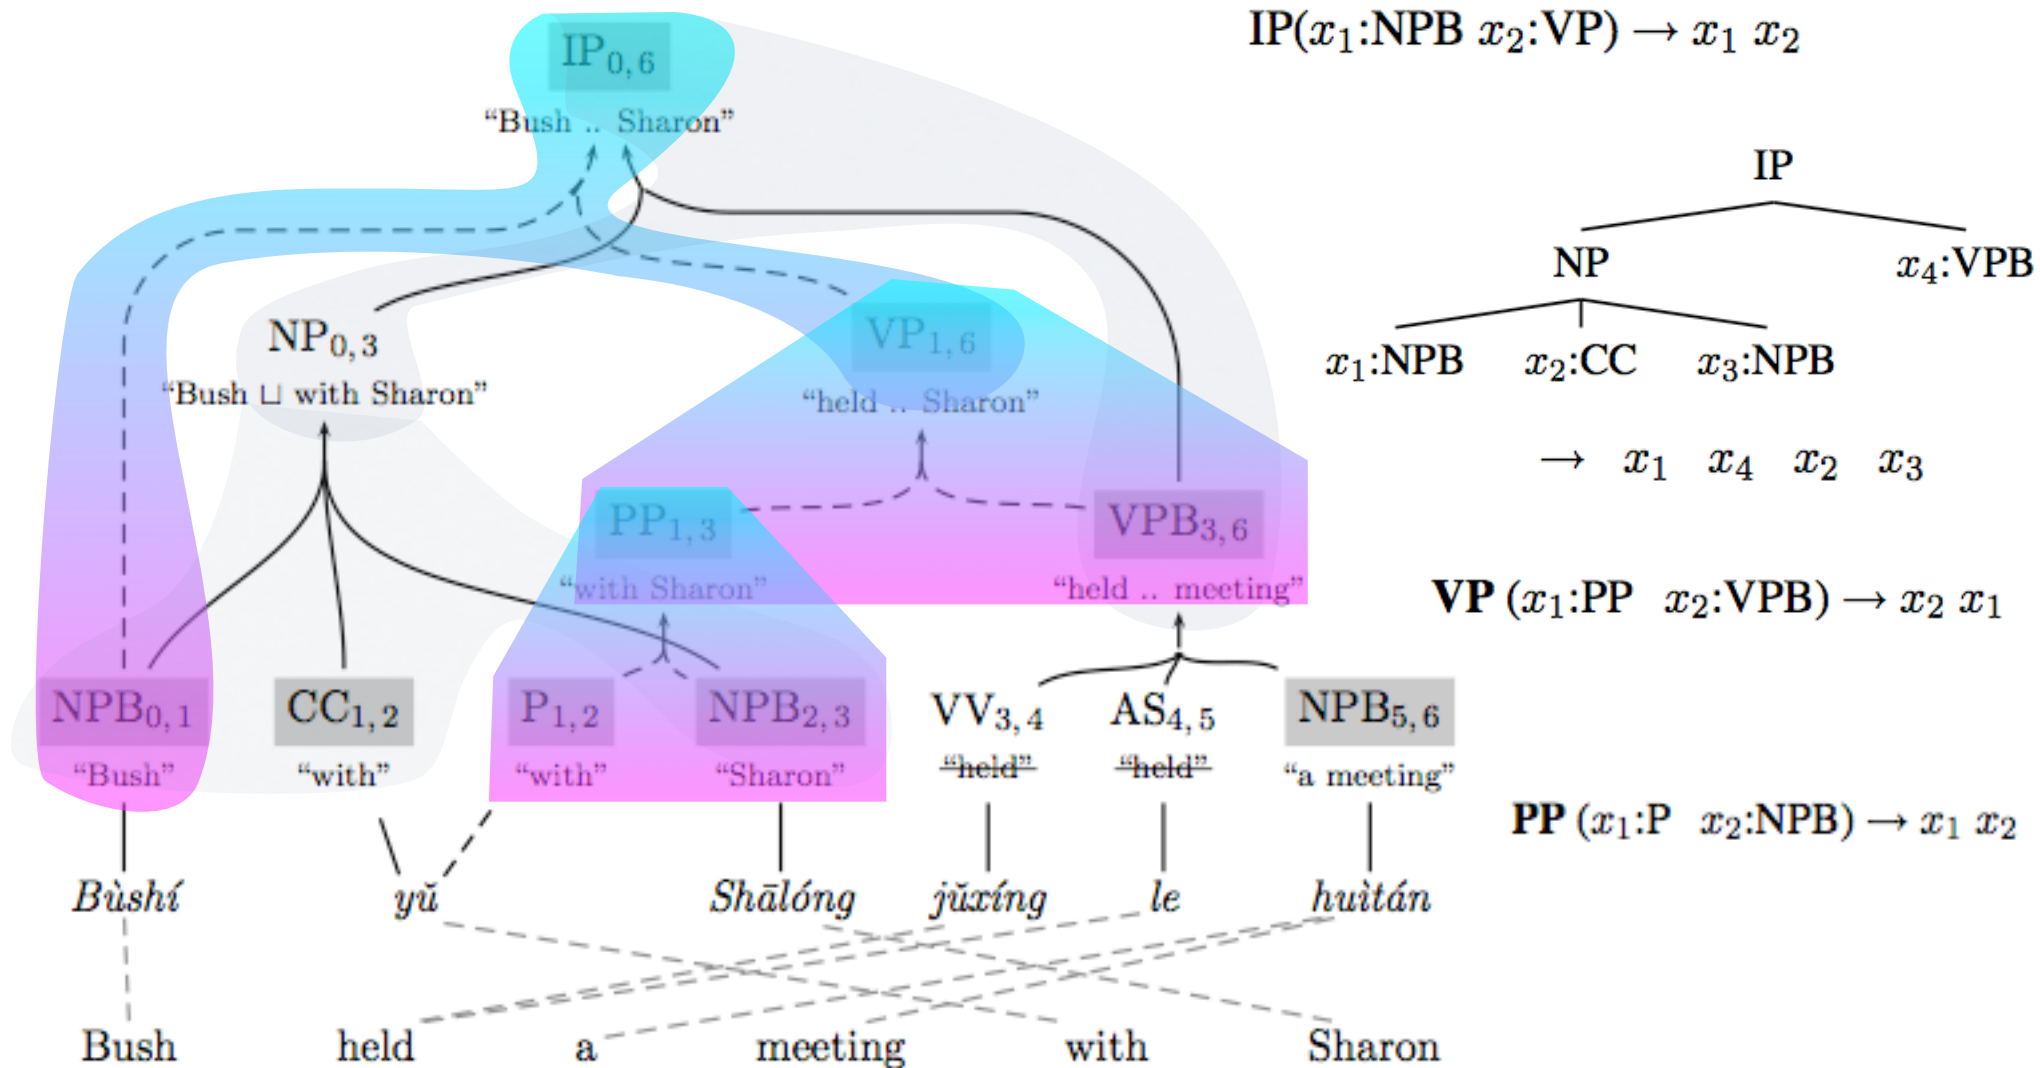 IP0,6
IP(x1:NPB x2:VP) → x1 x2
“Bush .. Sharon”
IP
NP x4:VPB
NP0,3 VP1,6
x1:NPB x2:CC x3:NPB
“Bush ⊔ with Sharon” “held .. Sharon”
→ x1 x4 x2 x3
PP1,3 VPB3,6
“with Sharon” “held .. meeting”
VP (x1:PP x2:VPB) → x2 x1
NPB0,1 CC1,2 P1,2 NPB2,3 VV3,4 AS4,5 NPB5,6
“Bush” “with” “with” “Sharon” “held” “held” “a meeting”
PP (x1:P x2:NPB) → x1 x2
Bùshí yǔ Shālóng jǔxíng le huìtán
Bush held a meeting with Sharon